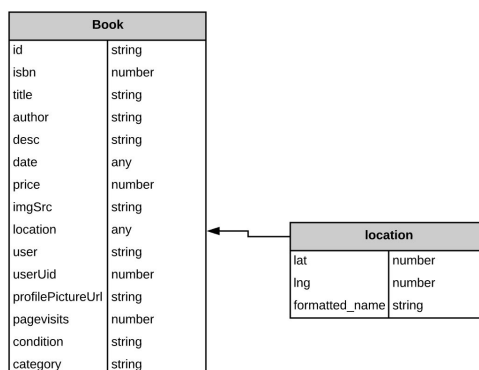 Book
id string
isbn number
title string
author string
desc string
date any
price number
imgSrc string
location any
user string
userUid number
profilePictureUrl string
pagevisits number
condition string
category string
location
lat number
lng number
formatted_name string